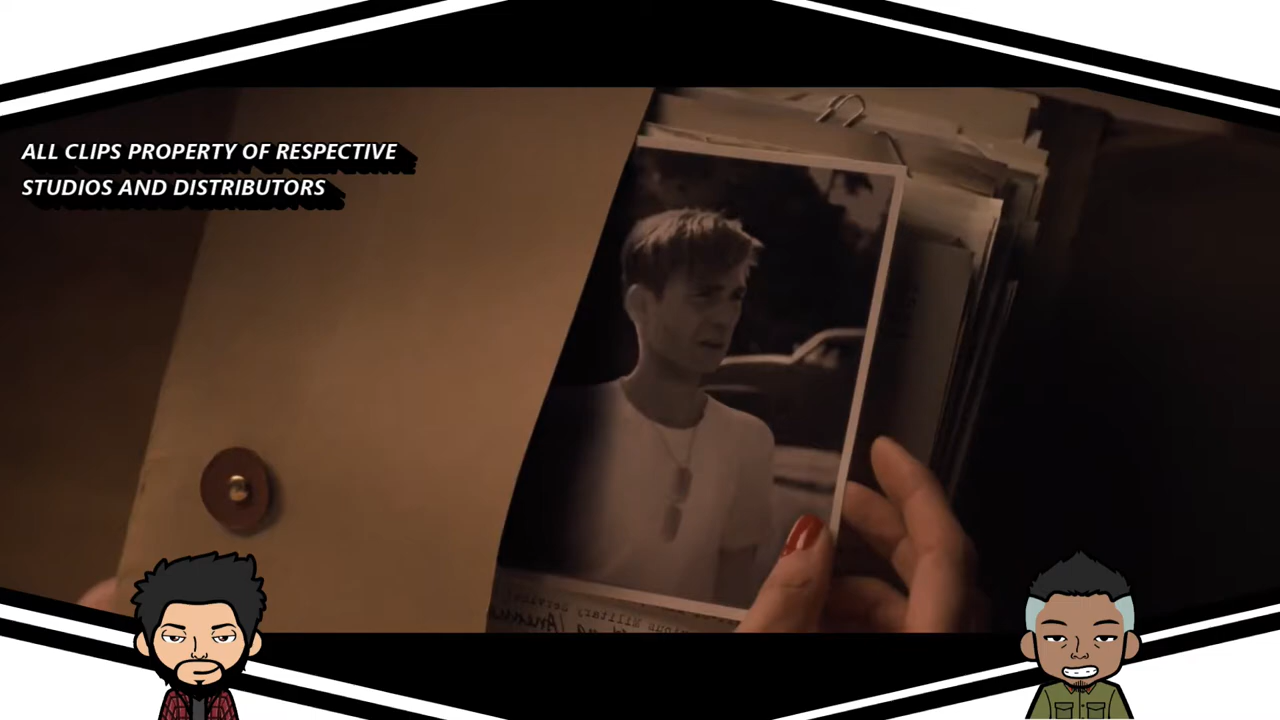 ALL CLIPS PROPERTY OF RESPECTIVE
STUDIOS AND DISTRIBUTORS